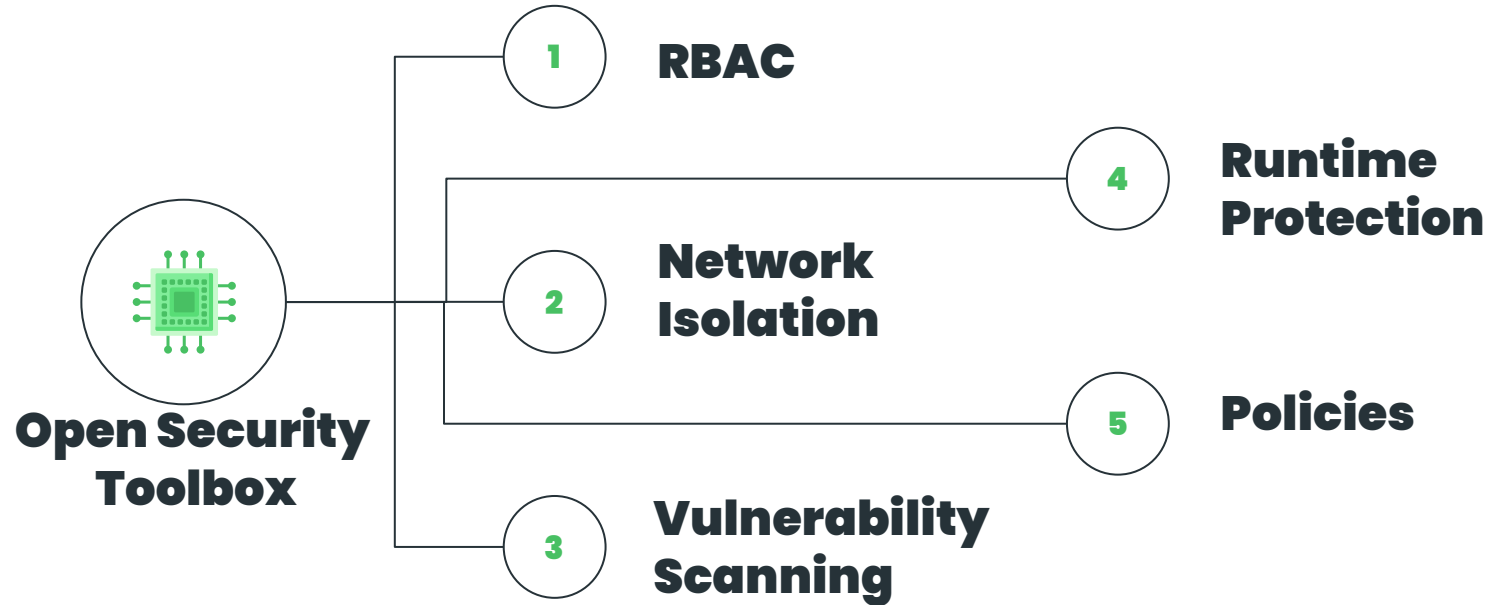 Open Security
Toolbox
1
RBAC
2
Network
Isolation
3
Vulnerability
Scanning
4
Runtime
Protection
5
Policies